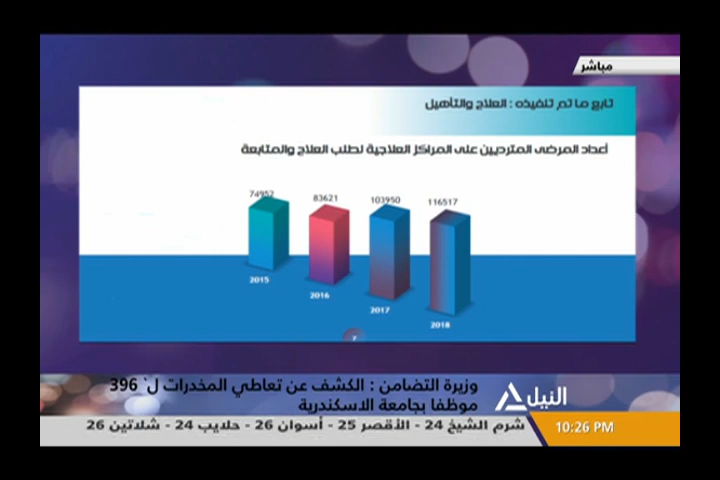 مباشر
تابع ما تم تنفيذه : العلاج والتأهيل
أعداد المرضى المترديين على المراكز العلاجية لطلب العلاج والمتابعة
74952
83621
103950
116517
2015
2016
2017
2018
وزيرة التضامن : الكشف عن تعاطي المخدرات ل 396
موظفا بجامعة الاسكندرية
النيل
شرم الشيخ 24 - الأقصر 25 - أسوان 26 - حلايب 24 - شلاتين 26
10:26 PM